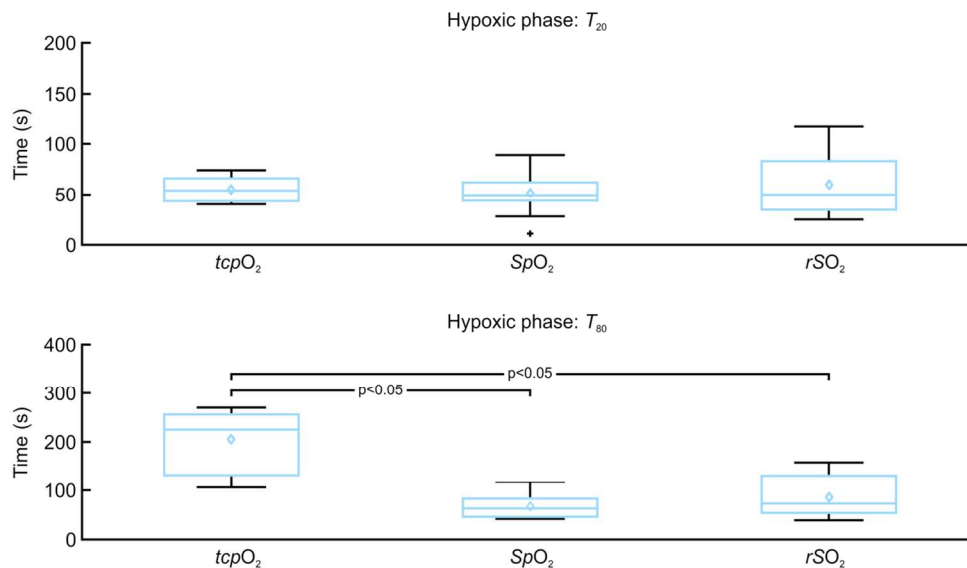 Hypoxic phase: T₂₀
200
150
100
50
0
Time (s)
tcpO₂ SpO₂ rSO₂
Hypoxic phase: T₈₀
400
300
200
100
0
Time (s)
p<0.05
p<0.05
tcpO₂ SpO₂ rSO₂